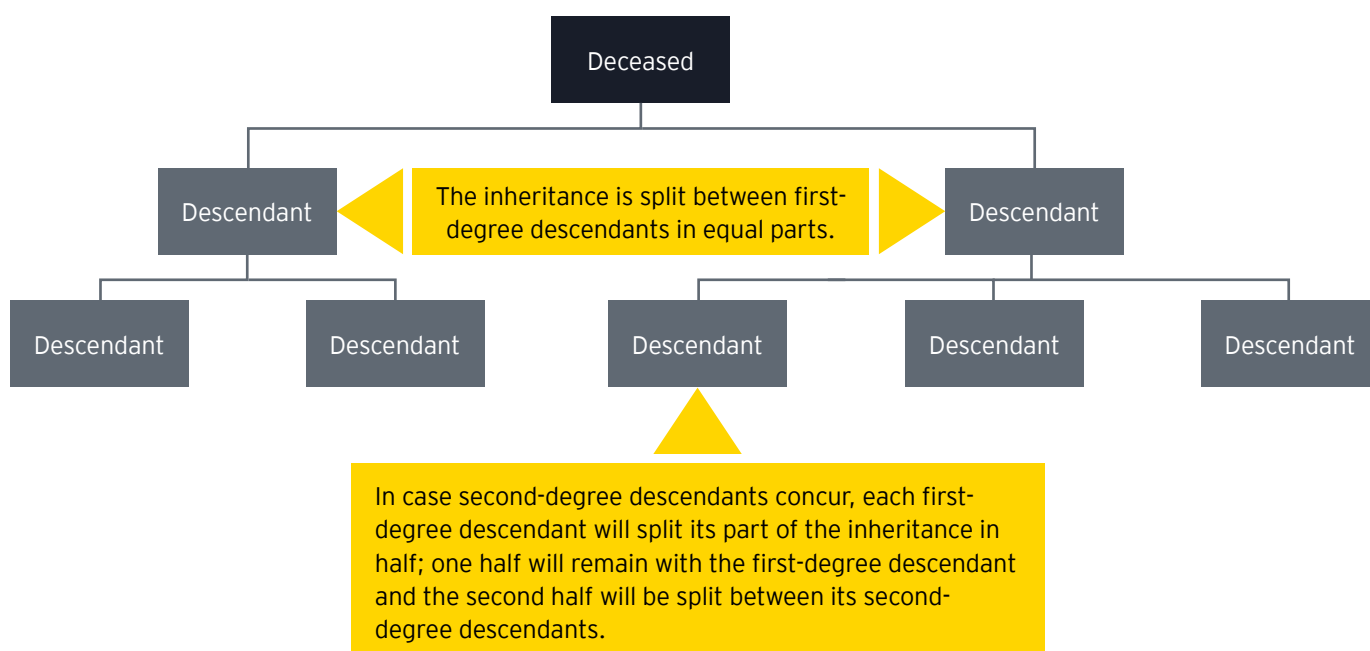 Deceased
Descendant
The inheritance is split between first-
degree descendants in equal parts.
Descendant
Descendant
Descendant
Descendant
Descendant
Descendant
In case second-degree descendants concur, each first-
degree descendant will split its part of the inheritance in
half; one half will remain with the first-degree descendant
and the second half will be split between its second-
degree descendants.